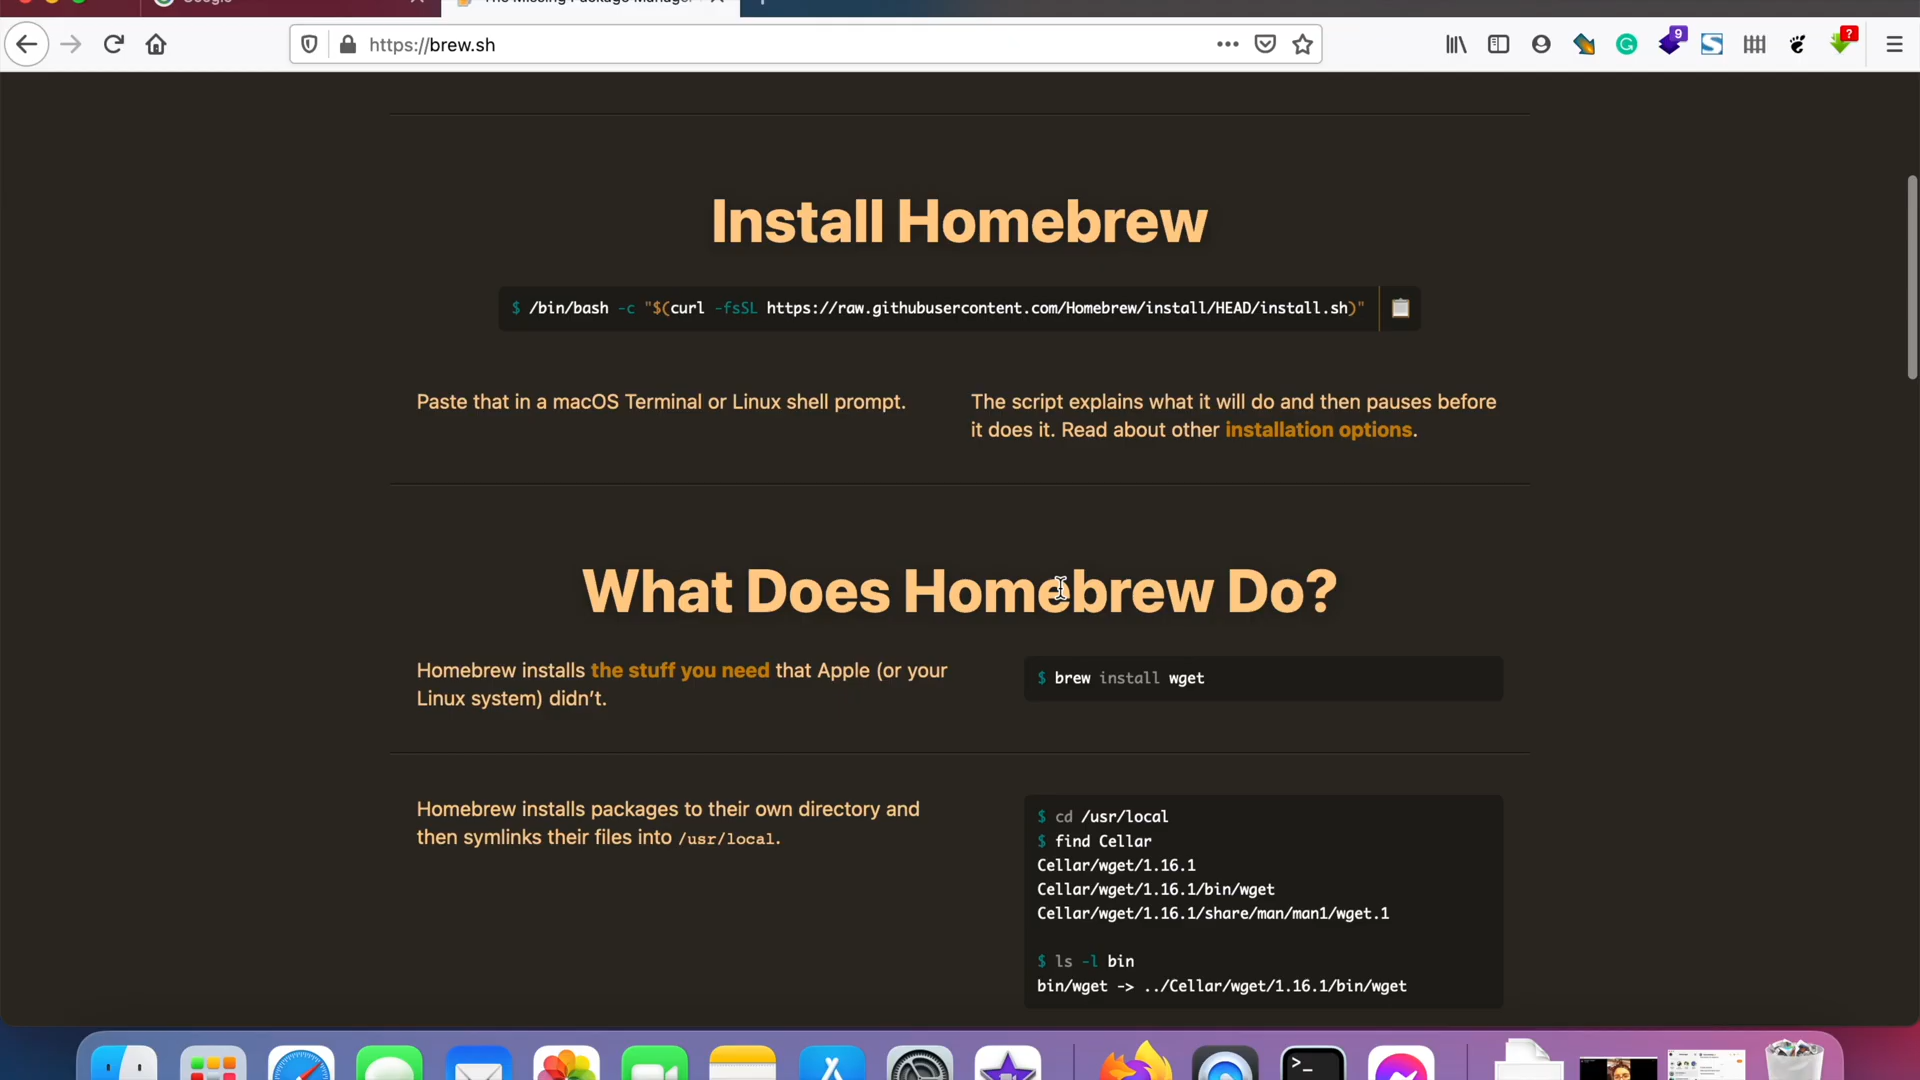 Google
The Missing Package Manager
https://brew.sh
9
?
Install Homebrew
$ /bin/bash -c "$(curl -fsSL https://raw.githubusercontent.com/Homebrew/install/HEAD/install.sh)"
Paste that in a macOS Terminal or Linux shell prompt.
The script explains what it will do and then pauses before
it does it. Read about other installation options.
What Does Homebrew Do?
Homebrew installs the stuff you need that Apple (or your
Linux system) didn’t.
$ brew install wget
Homebrew installs packages to their own directory and
then symlinks their files into /usr/local.
$ cd /usr/local
$ find Cellar
Cellar/wget/1.16.1
Cellar/wget/1.16.1/bin/wget
Cellar/wget/1.16.1/share/man/man1/wget.1
$ ls -l bin
bin/wget -> ../Cellar/wget/1.16.1/bin/wget